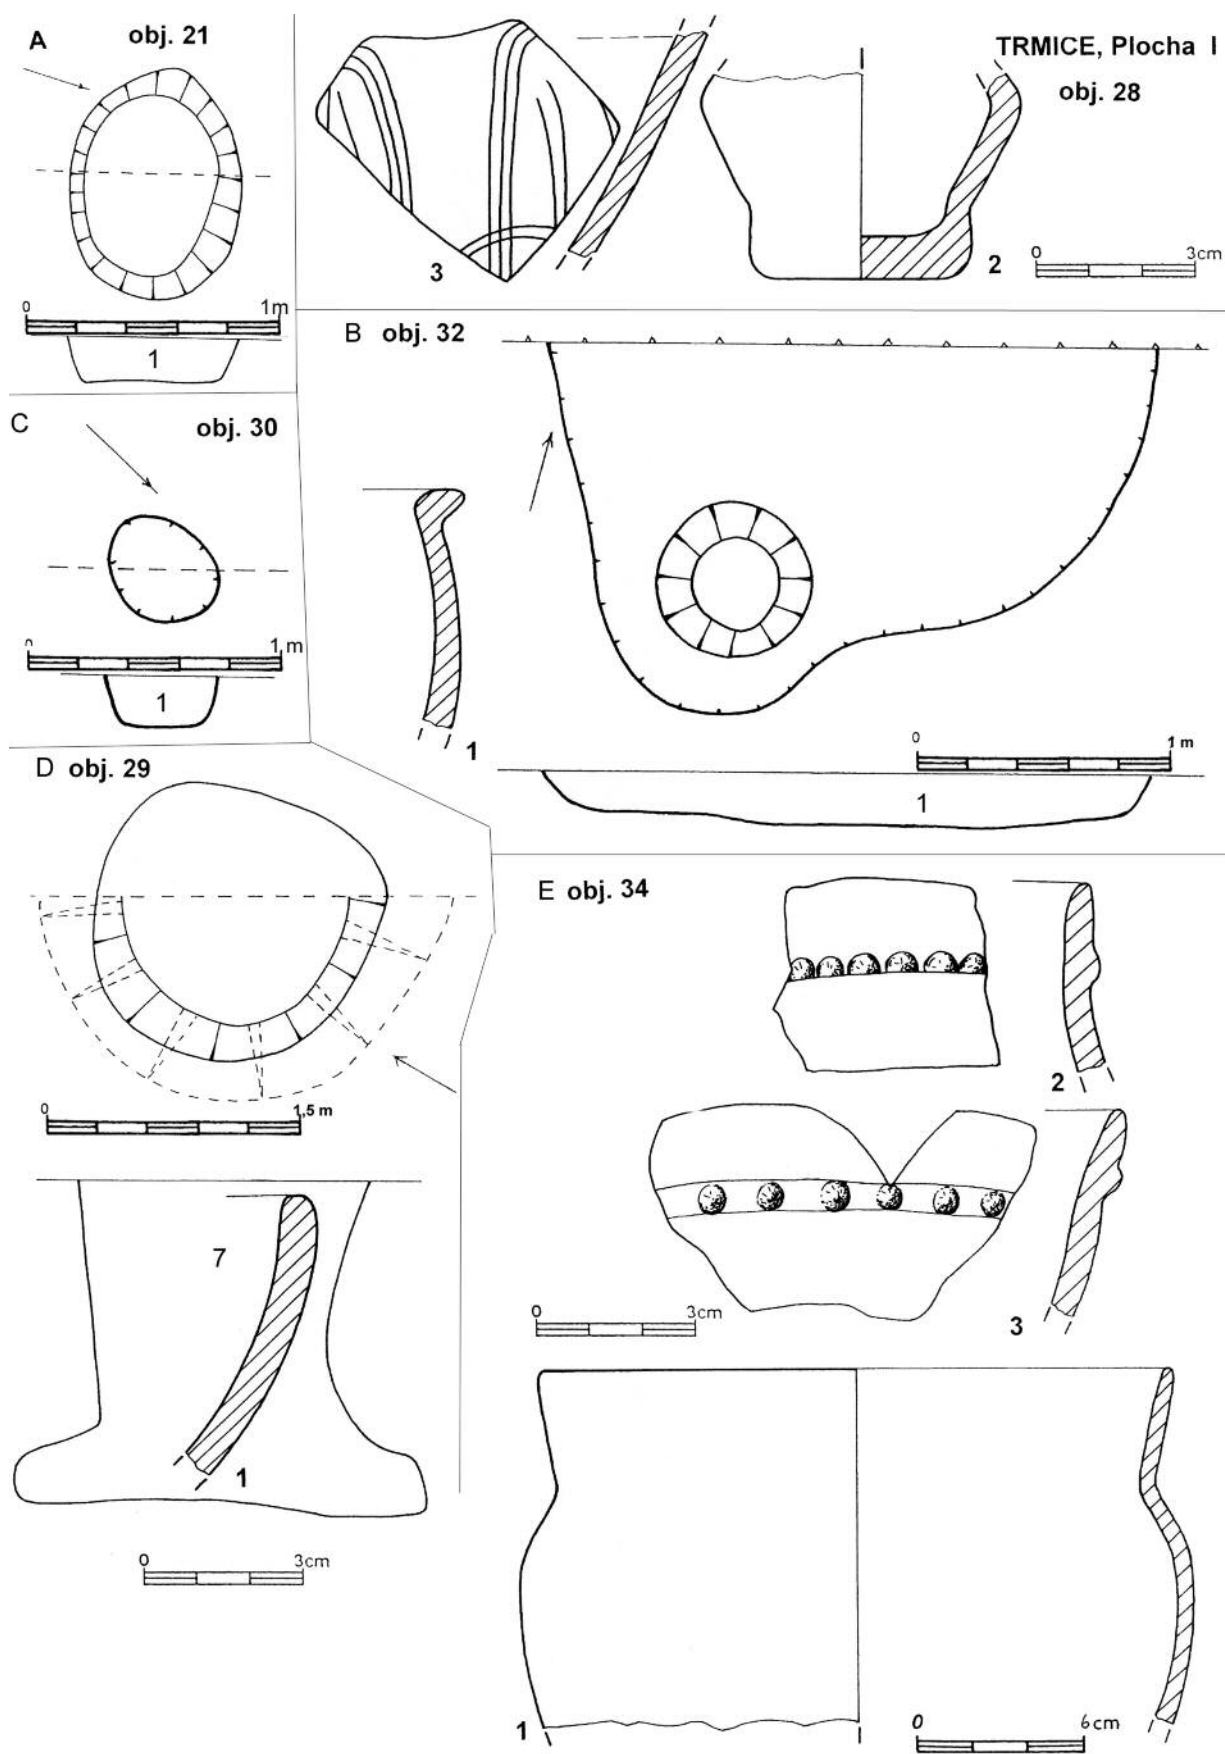 A obj. 21
0 1m
1
TRMICE, Plocha I
obj. 28
3
2
0 3cm
B obj. 32
1
0 1 m
1
C
obj. 30
1 m
1
D obj. 29
0 1,5 m
7
1
0 3cm
E obj. 34
2
3
0 3cm
1
0 6cm